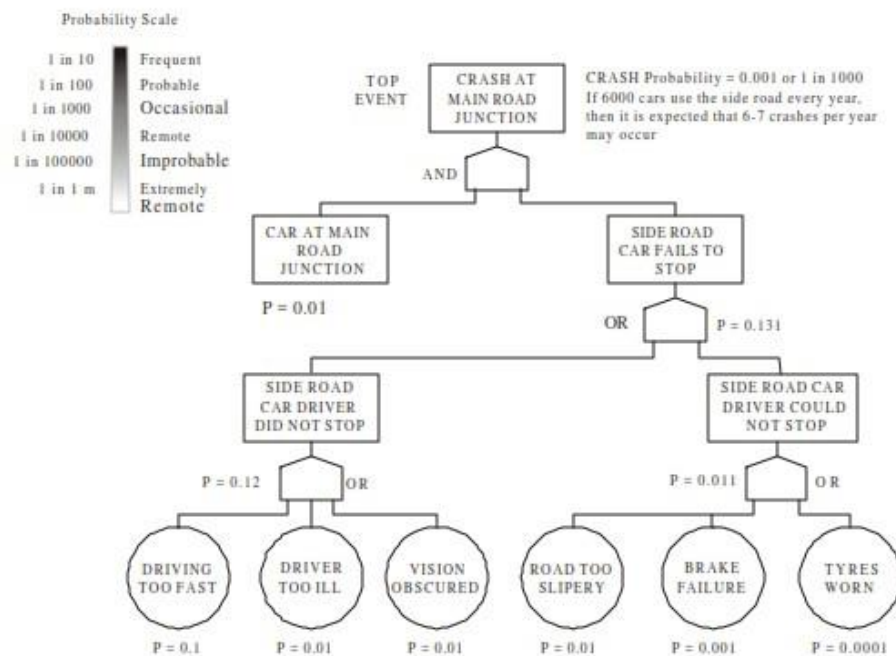 Probability Scale
1 in 10 Frequent
1 in 100 Probable
1 in 1000 Occasional
1 in 10000 Remote
1 in 100000 Improbable
1 in 1 m Extremely
Remote
TOP
EVENT
CRASH AT
MAIN ROAD
JUNCTION
CRASH Probability = 0.001 or 1 in 1000
If 6000 cars use the side road every year,
then it is expected that 6-7 crashes per year
may occur
AND
CAR AT MAIN
ROAD
JUNCTION
P = 0.01
SIDE ROAD
CAR FAILS TO
STOP
OR
P = 0.131
SIDE ROAD
CAR DRIVER
DID NOT STOP
P = 0.12
OR
SIDE ROAD CAR
DRIVER COULD
NOT STOP
P = 0.011
OR
DRIVING
TOO FAST
P = 0.1
DRIVER
TOO ILL
P = 0.01
VISION
OBSCURED
P = 0.01
ROAD TOO
SLIPERY
P = 0.01
BRAKE
FAILURE
P = 0.001
TYRES
WORN
P = 0.0001